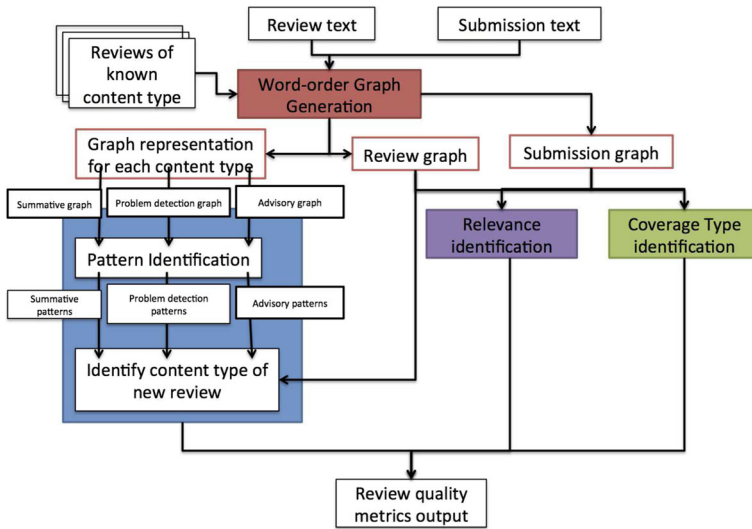 Review text
Submission text
Reviews of
known
content type
Word-order Graph
Generation
Graph representation
for each content type
Review graph
Submission graph
Summative graph
Problem detection graph
Advisory graph
Relevance
identification
Coverage Type
identification
Pattern Identification
Summative
patterns
Problem detection
patterns
Advisory patterns
Identify content type of
new review
Review quality
metrics output